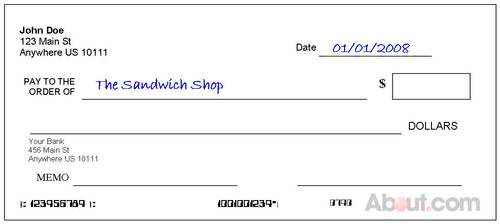 John Doe
123 Main St
Anywhere US 10111
Date 01/01/2008
PAY TO THE
ORDER OF The Sandwich Shop $
DOLLARS
Your Bank
456 Main St
Anywhere US 10111
MEMO
About.com